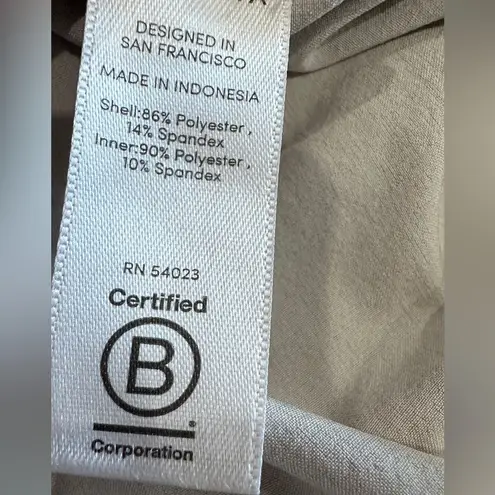 DESIGNED IN
SAN FRANCISCO
MADE IN INDONESIA
Shell:86% Polyester,
14% Spandex
Inner:90% Polyester,
10% Spandex
RN 54023
Certified
B
Corporation